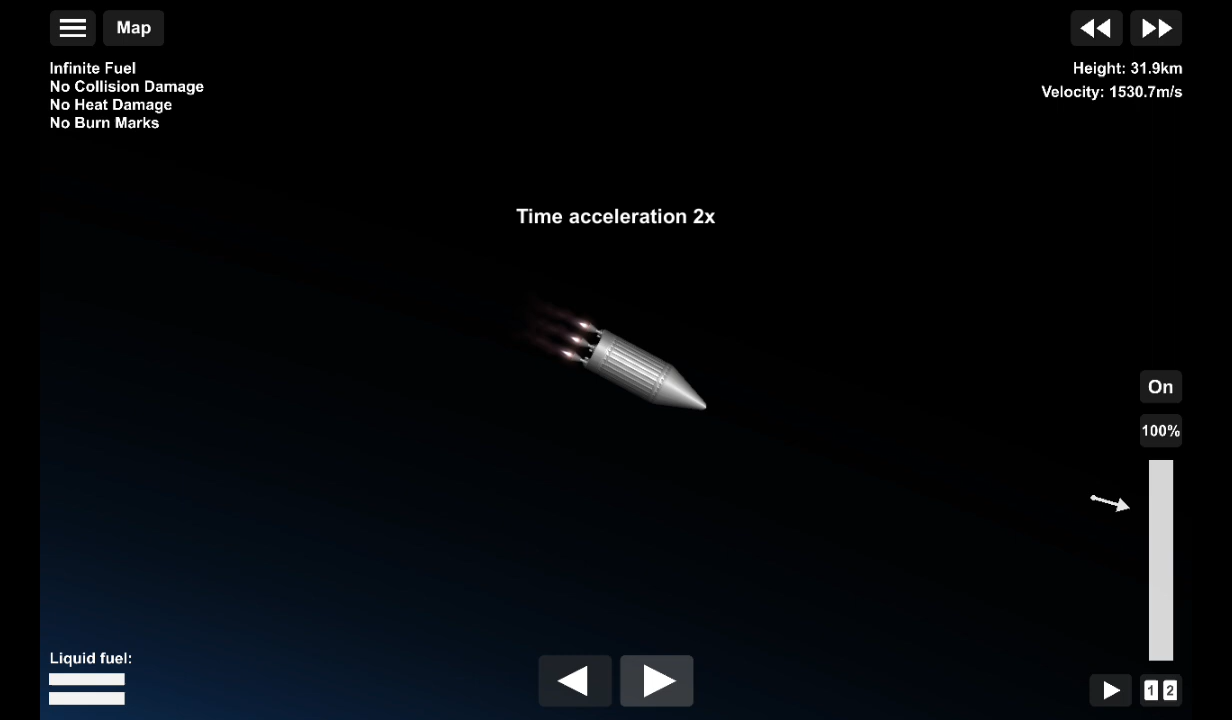 Map
Infinite Fuel
No Collision Damage
No Heat Damage
No Burn Marks
Height: 31.9km
Velocity: 1530.7m/s
Time acceleration 2x
On
100%
Liquid fuel:
1 2